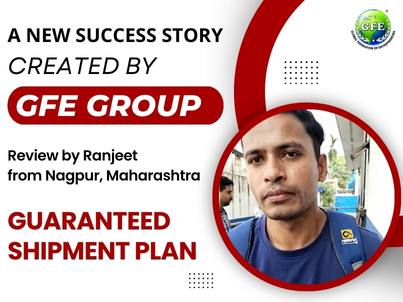 GFE
A NEW SUCCESS STORY
CREATED BY
GFE GROUP
Review by Ranjeet
from Nagpur, Maharashtra
GUARANTEED
SHIPMENT PLAN